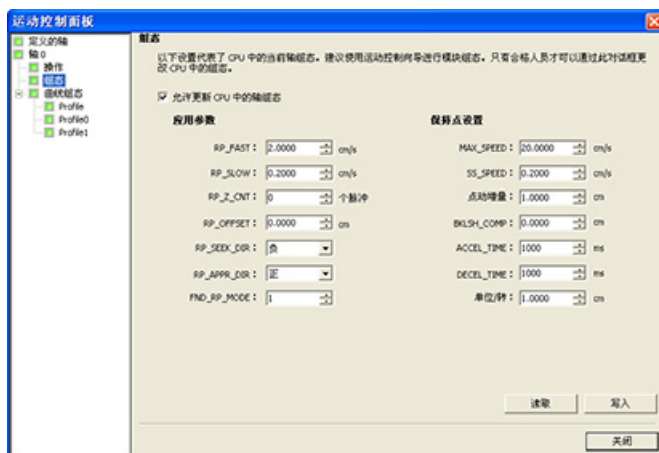 运动控制面板
定义的轴
轴 0
操作
组态
曲线组态
Profile
Profile0
Profile1
组态
以下设置代表了 CPU 中的当前轴组态。建议使用运动控制向导进行模块组态。只有合格人员才可以通过此对话框更
改 CPU 中的组态。
允许更新 CPU 中的轴组态
应用参数
RP_FAST: 2.0000 cm/s
RP_SLOW: 0.2000 cm/s
RP_Z_CNT: 0 个脉冲
RP_OFFSET: 0.0000 cm
RP_SEEK_DIR: 负
RP_APPR_DIR: 正
FND_RP_MODE: 1
保持点设置
MAX_SPEED: 20.0000 cm/s
SS_SPEED: 0.2000 cm/s
点动增量: 1.0000 cm
BKLSH_COMP: 0.0000 cm
ACCEL_TIME: 1000 ms
DECEL_TIME: 1000 ms
单位/转: 1.0000 cm
读取 写入
关闭